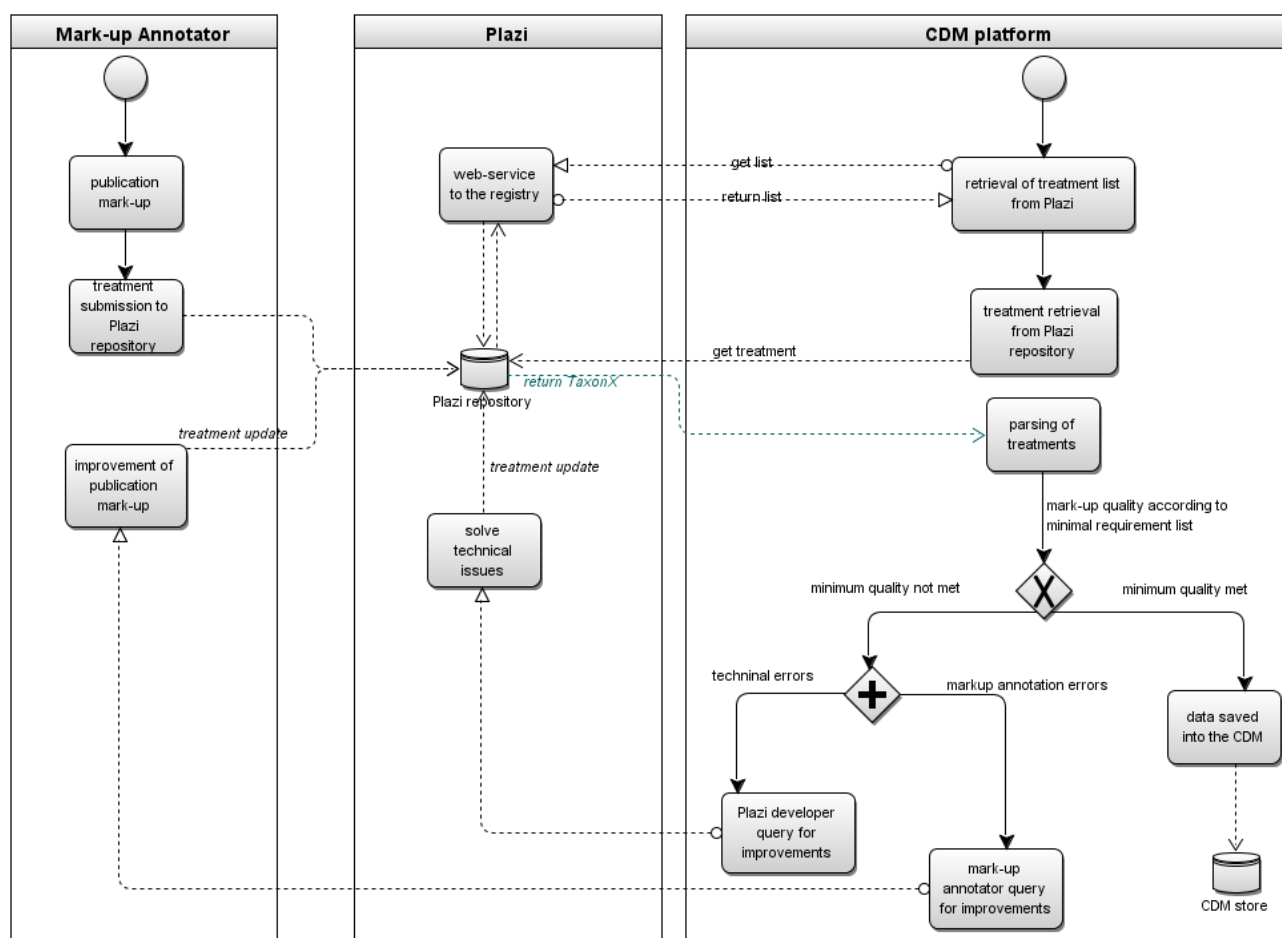 Mark-up Annotator
Plazi
CDM platform
publication
mark-up
treatment
submission to
Plazi
repository
treatment update
improvement of
publication
mark-up
web-service
to the registry
get list
return list
retrieval of treatment list
from Plazi
treatment retrieval
from Plazi
repository
get treatment
return TaxonX
Plazi repository
treatment update
solve
technical
issues
parsing of
treatments
mark-up quality according to
minimal requirement list
minimum quality not met
minimum quality met
techninal errors
markup annotation errors
data saved
into the CDM
Plazi developer
query for
improvements
mark-up
annotator query
for improvements
CDM store